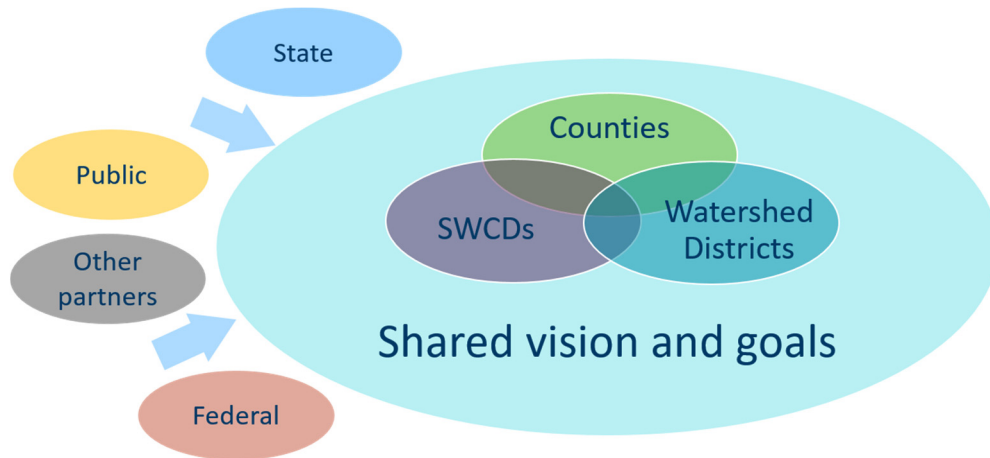 State
Public
Other
partners
Federal
Counties
SWCDs
Watershed
Districts
Shared vision and goals